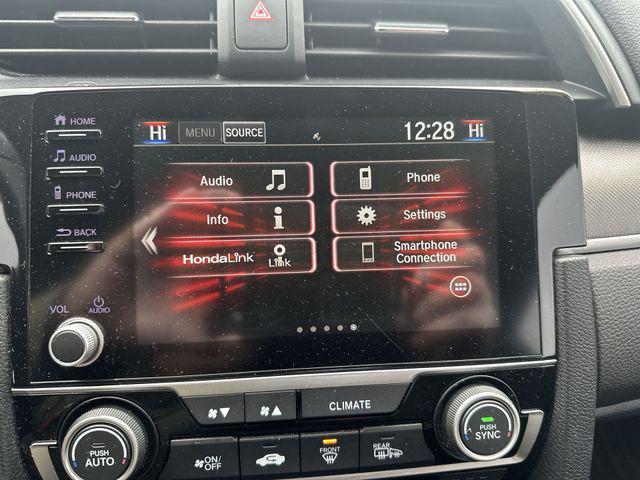 HOME
AUDIO
PHONE
BACK
VOL
AUDIO
Hi MENU SOURCE 12:28 Hi
Audio Phone
Info Settings
HondaLink Link Smartphone Connection
CLIMATE
PUSH AUTO
ON/OFF
FRONT
REAR
PUSH SYNC